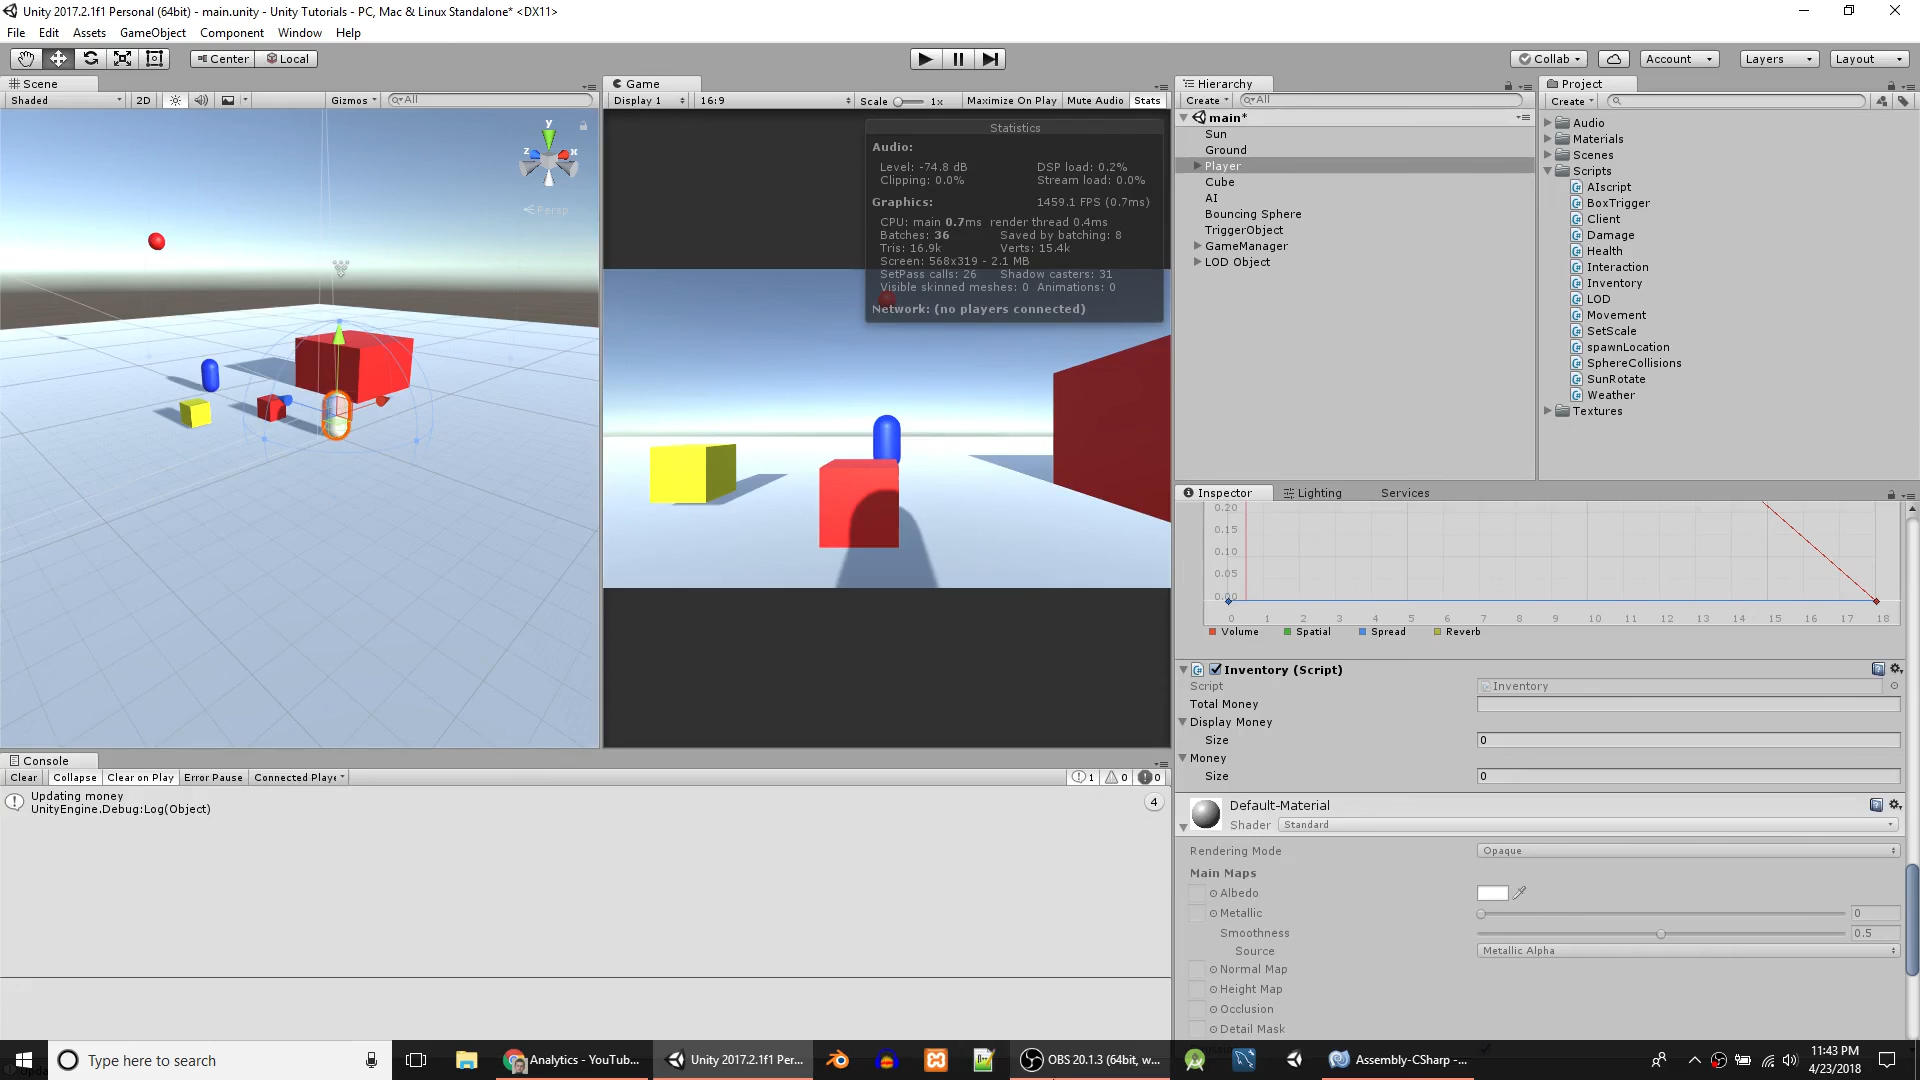 Unity 2017.2.1f1 Personal (64bit) - main.unity - Unity Tutorials - PC, Mac & Linux Standalone* <DX11>
File Edit Assets GameObject Component Window Help
Center Local
Collab Account Layers Layout
Scene
Shaded 2D Gizmos All
y
z x
Persp
Game
Display 1 16:9 Scale 1x Maximize On Play Mute Audio Stats
Statistics
Audio:
Level: -74.8 dB DSP load: 0.2%
Clipping: 0.0% Stream load: 0.0%
Graphics: 1459.1 FPS (0.7ms)
CPU: main 0.7ms render thread 0.4ms
Batches: 36 Saved by batching: 8
Tris: 16.9k Verts: 15.4k
Screen: 568x319 - 2.1 MB
SetPass calls: 26 Shadow casters: 31
Visible skinned meshes: 0 Animations: 0
Network: (no players connected)
Hierarchy
Create All
main*
Sun
Ground
Player
Cube
AI
Bouncing Sphere
TriggerObject
GameManager
LOD Object
Project
Create
Audio
Materials
Scenes
Scripts
AIscript
BoxTrigger
Client
Damage
Health
Interaction
Inventory
LOD
Movement
SetScale
spawnLocation
SphereCollisions
SunRotate
Weather
Textures
Inspector Lighting Services
0.20
0.15
0.10
0.05
0.00
0 1 2 3 4 5 6 7 8 9 10 11 12 13 14 15 16 17 18
Volume Spatial Spread Reverb
Inventory (Script)
Script Inventory
Total Money
Display Money
Size 0
Money
Size 0
Default-Material
Shader Standard
Rendering Mode Opaque
Main Maps
Albedo
Metallic 0
Smoothness 0.5
Source Metallic Alpha
Normal Map
Height Map
Occlusion
Detail Mask
Console
Clear Collapse Clear on Play Error Pause Connected Playe 1 0 0
Updating money
UnityEngine.Debug:Log(Object)
4
Type here to search
Analytics - YouTub...
Unity 2017.2.1f1 Per...
OBS 20.1.3 (64bit, w...
Assembly-CSharp -...
11:43 PM
4/23/2018